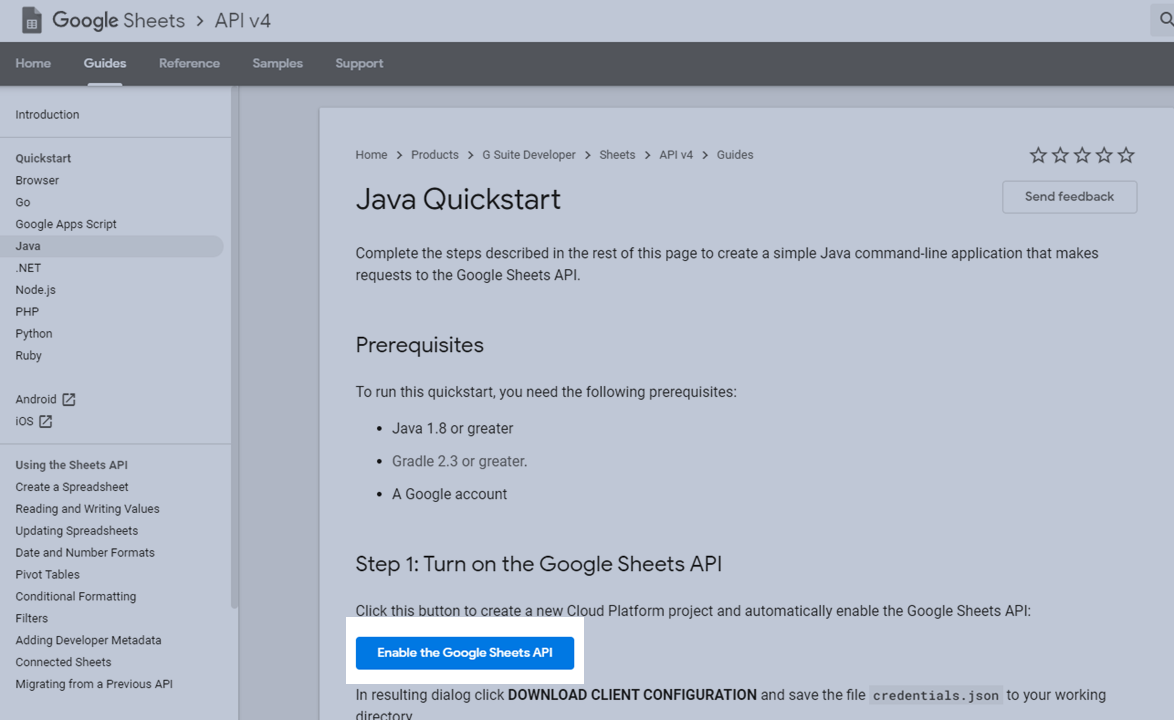 Google Sheets > API v4
Home Guides Reference Samples Support
Introduction
Quickstart
Browser
Go
Google Apps Script
Java
.NET
Node.js
PHP
Python
Ruby
Android
iOS
Using the Sheets API
Create a Spreadsheet
Reading and Writing Values
Updating Spreadsheets
Date and Number Formats
Pivot Tables
Conditional Formatting
Filters
Adding Developer Metadata
Connected Sheets
Migrating from a Previous API
Home > Products > G Suite Developer > Sheets > API v4 > Guides
Java Quickstart
Send feedback
Complete the steps described in the rest of this page to create a simple Java command-line application that makes
requests to the Google Sheets API.
Prerequisites
To run this quickstart, you need the following prerequisites:
• Java 1.8 or greater
• Gradle 2.3 or greater.
• A Google account
Step 1: Turn on the Google Sheets API
Click this button to create a new Cloud Platform project and automatically enable the Google Sheets API:
Enable the Google Sheets API
In resulting dialog click DOWNLOAD CLIENT CONFIGURATION and save the file credentials.json to your working
directory.